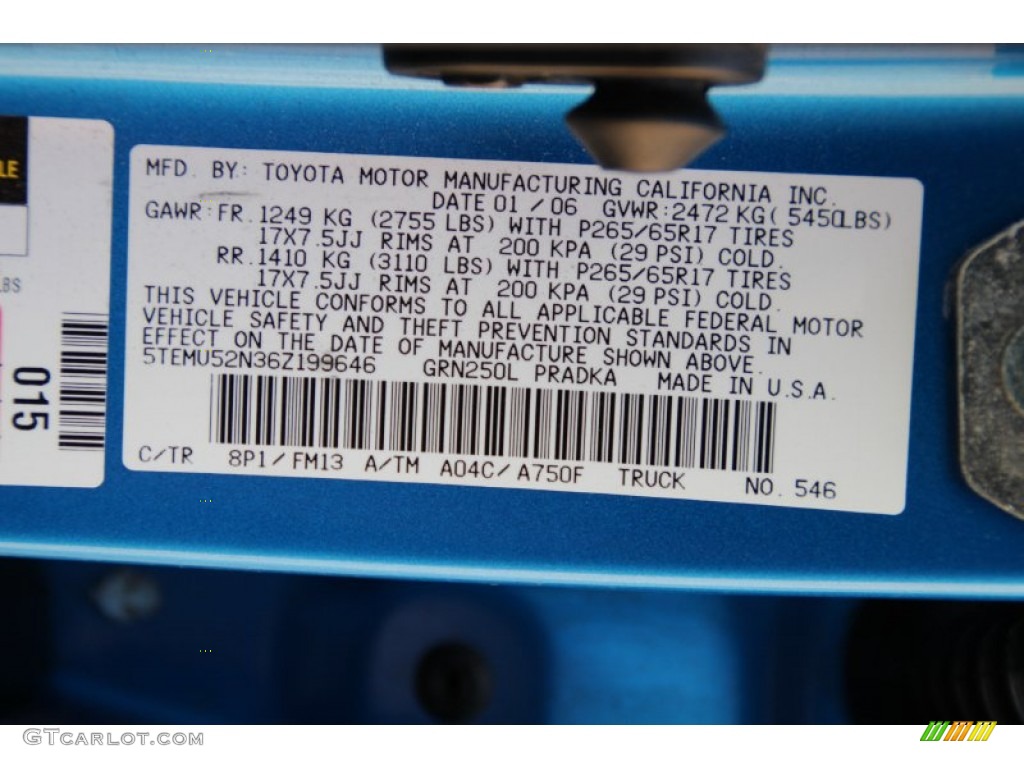 MFD. BY: TOYOTA MOTOR MANUFACTURING CALIFORNIA INC.
DATE 01/06 GVWR:2472 KG( 5450LBS)
GAWR:FR.1249 KG (2755 LBS) WITH P265/65R17 TIRES
17X7.5JJ RIMS AT 200 KPA (29 PSI) COLD.
RR.1410 KG (3110 LBS) WITH P265/65R17 TIRES
17X7.5JJ RIMS AT 200 KPA (29 PSI) COLD.
THIS VEHICLE CONFORMS TO ALL APPLICABLE FEDERAL MOTOR
VEHICLE SAFETY AND THEFT PREVENTION STANDARDS IN
EFFECT ON THE DATE OF MANUFACTURE SHOWN ABOVE.
5TEMU52N36Z199646 GRN250L PRADKA MADE IN U.S.A.
C/TR 8P1/FM13 A/TM A04C/A750F TRUCK NO. 546
LE
LBS
015
GTCARLOT.COM